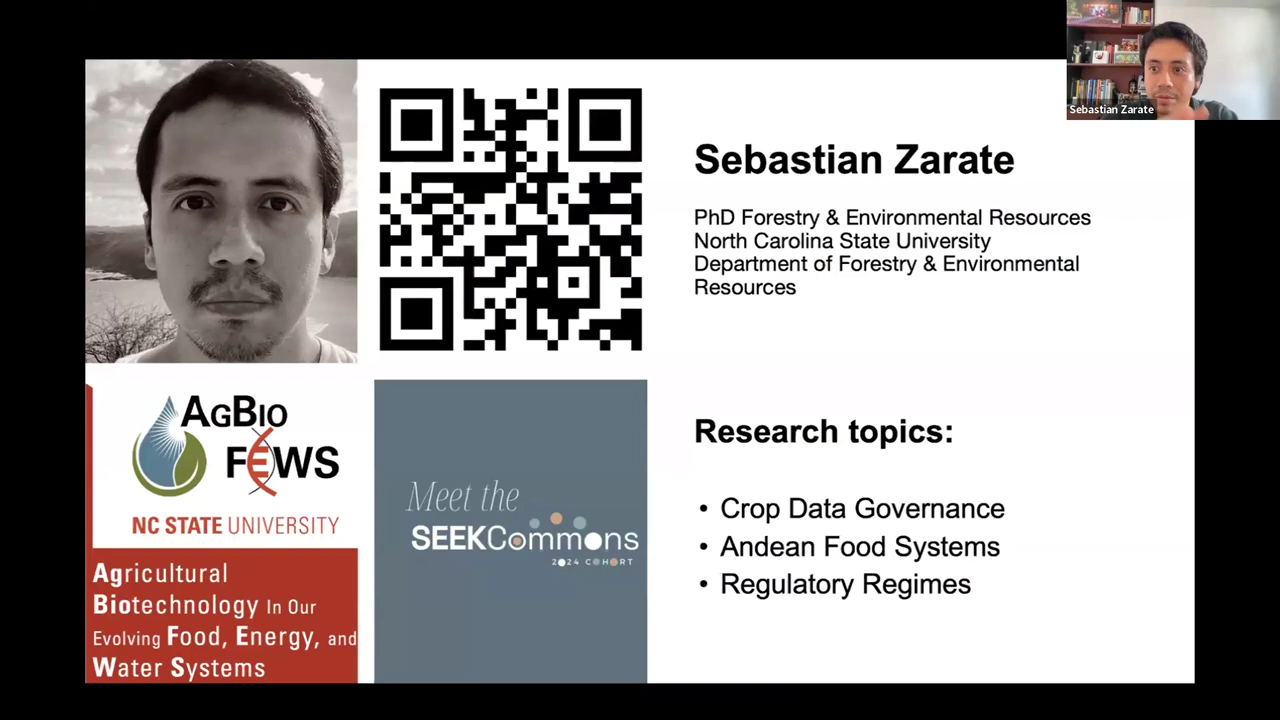 Sebastian Zarate
Sebastian Zarate
PhD Forestry & Environmental Resources
North Carolina State University
Department of Forestry & Environmental
Resources
AGBIO
FEWS
NC STATE UNIVERSITY
Agricultural
Biotechnology In Our
Evolving Food, Energy, and
Water Systems
Meet the
SEEKCommons
2024 COHORT
Research topics:
• Crop Data Governance
• Andean Food Systems
• Regulatory Regimes